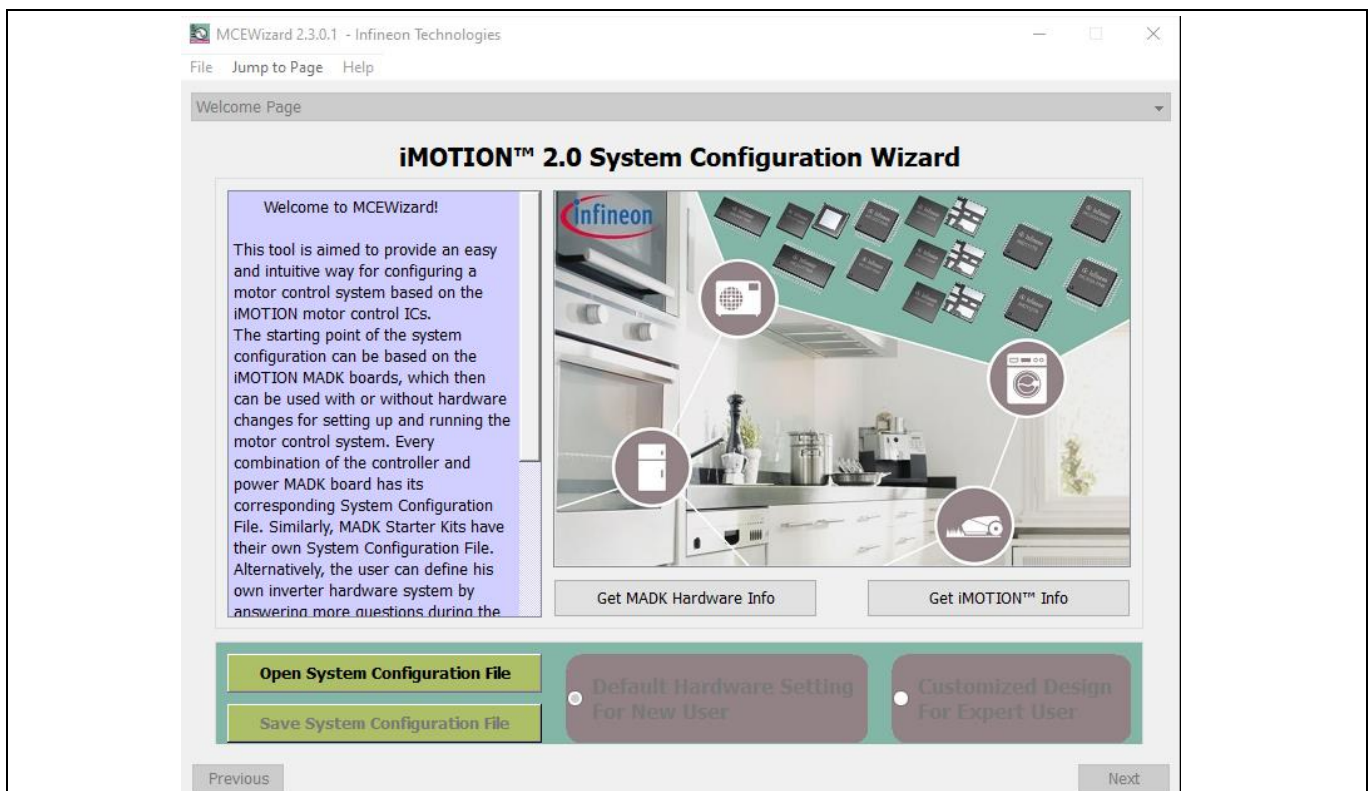 MCEWizard 2.3.0.1 - Infineon Technologies
File Jump to Page Help
Welcome Page
iMOTION™ 2.0 System Configuration Wizard
Welcome to MCEWizard!
This tool is aimed to provide an easy
and intuitive way for configuring a
motor control system based on the
iMOTION motor control ICs.
The starting point of the system
configuration can be based on the
iMOTION MADK boards, which then
can be used with or without hardware
changes for setting up and running the
motor control system. Every
combination of the controller and
power MADK board has its
corresponding System Configuration
File. Similarly, MADK Starter Kits have
their own System Configuration File.
Alternatively, the user can define his
own inverter hardware system by
answering more questions during the
infineon
Get MADK Hardware Info
Get iMOTION™ Info
Open System Configuration File
Save System Configuration File
Default Hardware Setting
For New User
Customized Design
For Expert User
Previous
Next